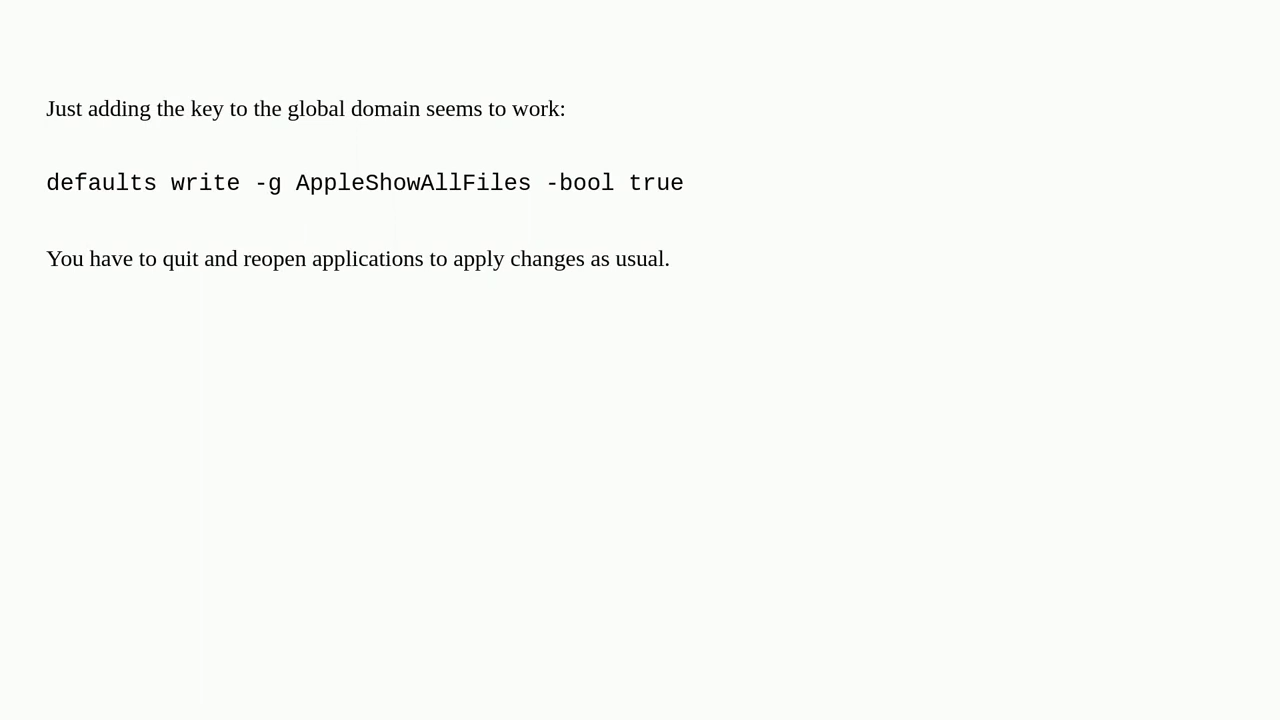 Just adding the key to the global domain seems to work:
defaults write -g AppleShowAllFiles -bool true
You have to quit and reopen applications to apply changes as usual.